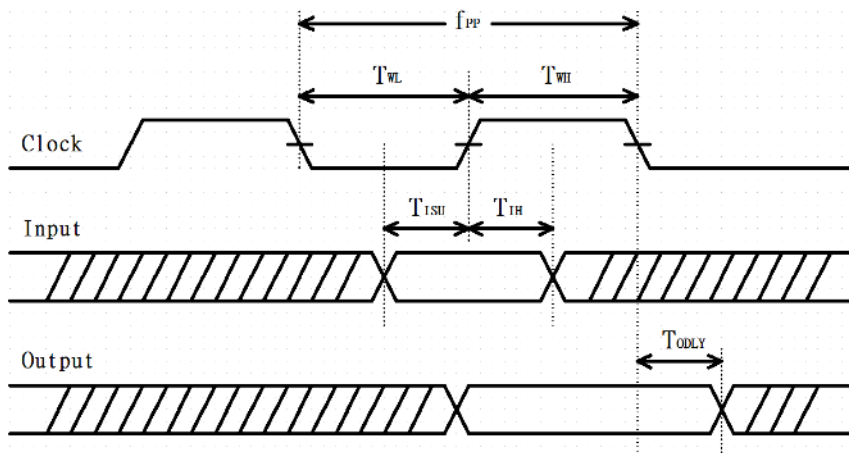 fPP
TWL
TWH
Clock
TISU
TIH
Input
TODLY
Output